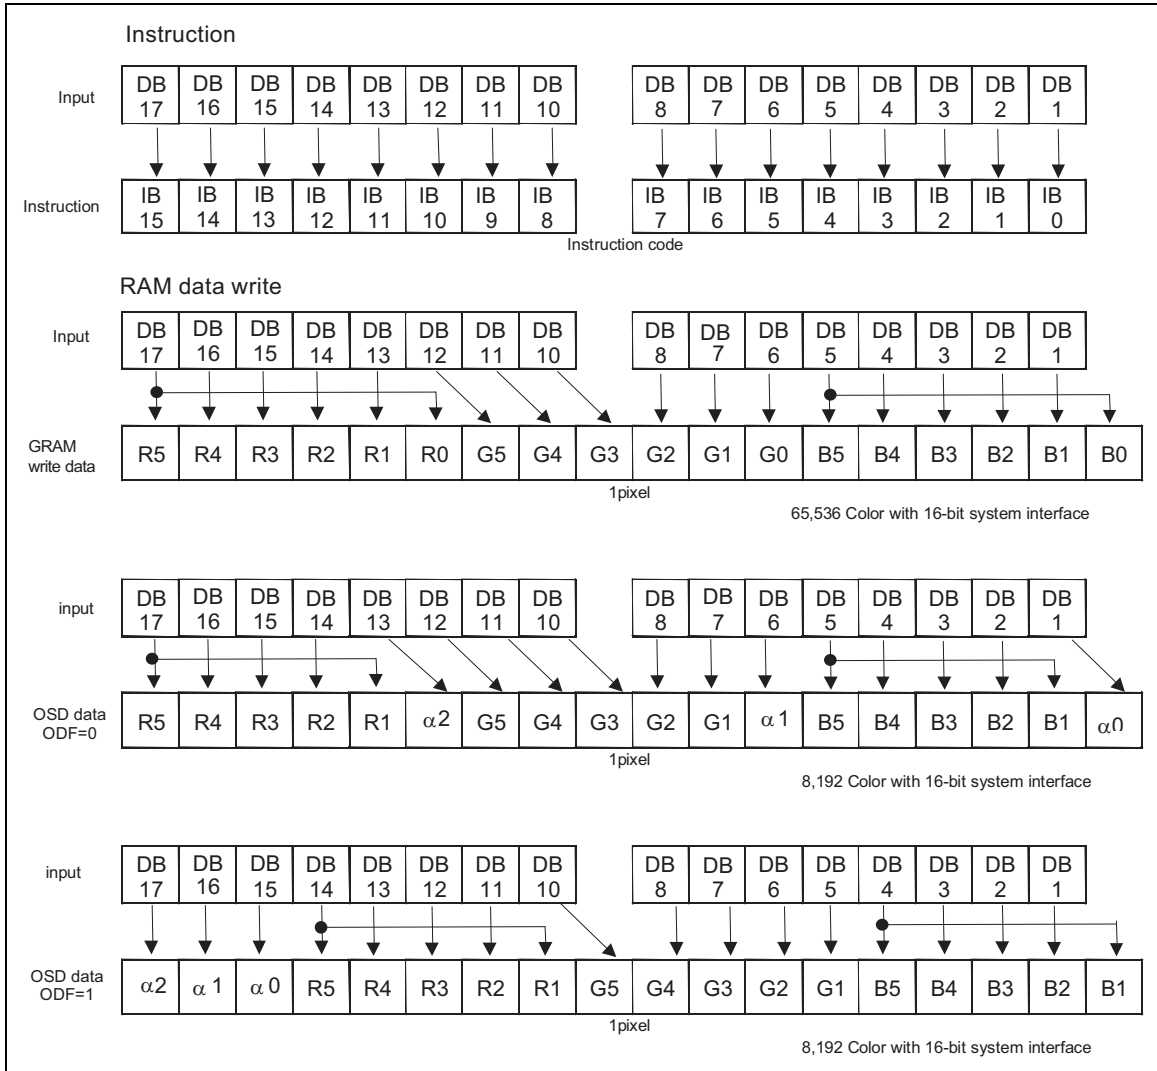 Instruction
Input DB 17 DB 16 DB 15 DB 14 DB 13 DB 12 DB 11 DB 10 DB 8 DB 7 DB 6 DB 5 DB 4 DB 3 DB 2 DB 1
Instruction IB 15 IB 14 IB 13 IB 12 IB 11 IB 10 IB 9 IB 8 IB 7 IB 6 IB 5 IB 4 IB 3 IB 2 IB 1 IB 0
Instruction code
RAM data write
Input DB 17 DB 16 DB 15 DB 14 DB 13 DB 12 DB 11 DB 10 DB 8 DB 7 DB 6 DB 5 DB 4 DB 3 DB 2 DB 1
GRAM write data R5 R4 R3 R2 R1 R0 G5 G4 G3 G2 G1 G0 B5 B4 B3 B2 B1 B0
1pixel
65,536 Color with 16-bit system interface
input DB 17 DB 16 DB 15 DB 14 DB 13 DB 12 DB 11 DB 10 DB 8 DB 7 DB 6 DB 5 DB 4 DB 3 DB 2 DB 1
OSD data ODF=0 R5 R4 R3 R2 R1 α2 G5 G4 G3 G2 G1 α1 B5 B4 B3 B2 B1 α0
1pixel
8,192 Color with 16-bit system interface
input DB 17 DB 16 DB 15 DB 14 DB 13 DB 12 DB 11 DB 10 DB 8 DB 7 DB 6 DB 5 DB 4 DB 3 DB 2 DB 1
OSD data ODF=1 α2 α1 α0 R5 R4 R3 R2 R1 G5 G4 G3 G2 G1 B5 B4 B3 B2 B1
1pixel
8,192 Color with 16-bit system interface